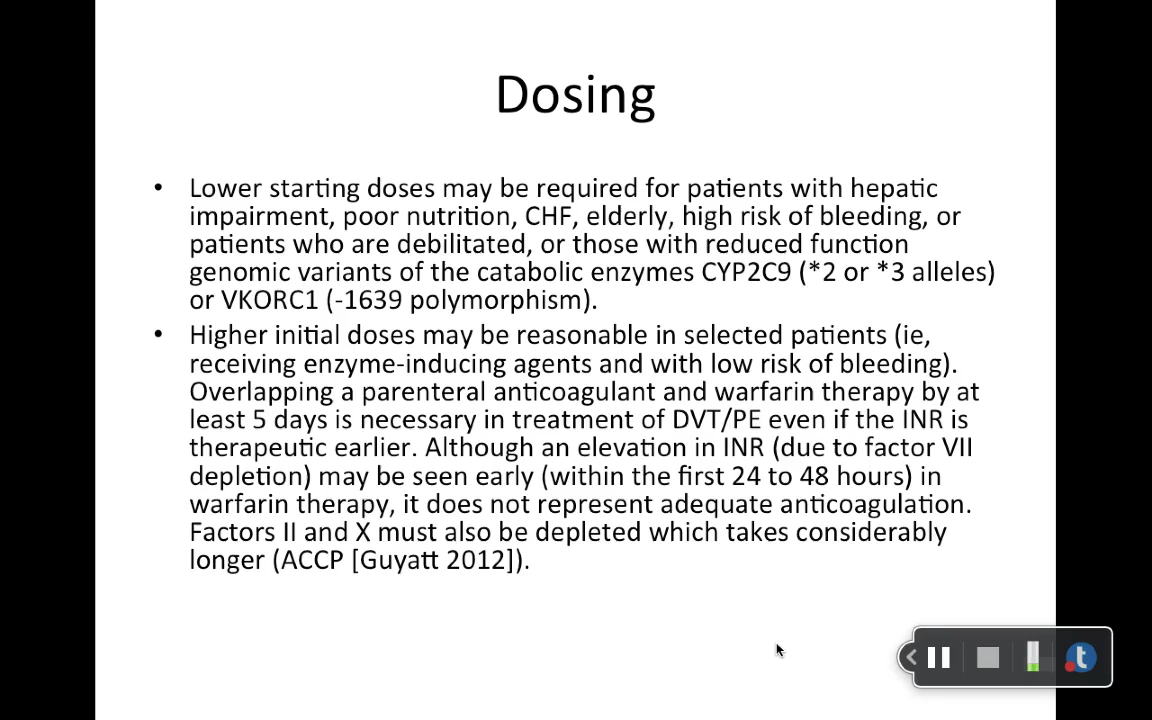 Dosing
• Lower starting doses may be required for patients with hepatic
impairment, poor nutrition, CHF, elderly, high risk of bleeding, or
patients who are debilitated, or those with reduced function
genomic variants of the catabolic enzymes CYP2C9 (*2 or *3 alleles)
or VKORC1 (-1639 polymorphism).
• Higher initial doses may be reasonable in selected patients (ie,
receiving enzyme-inducing agents and with low risk of bleeding).
Overlapping a parenteral anticoagulant and warfarin therapy by at
least 5 days is necessary in treatment of DVT/PE even if the INR is
therapeutic earlier. Although an elevation in INR (due to factor VII
depletion) may be seen early (within the first 24 to 48 hours) in
warfarin therapy, it does not represent adequate anticoagulation.
Factors II and X must also be depleted which takes considerably
longer (ACCP [Guyatt 2012]).
t